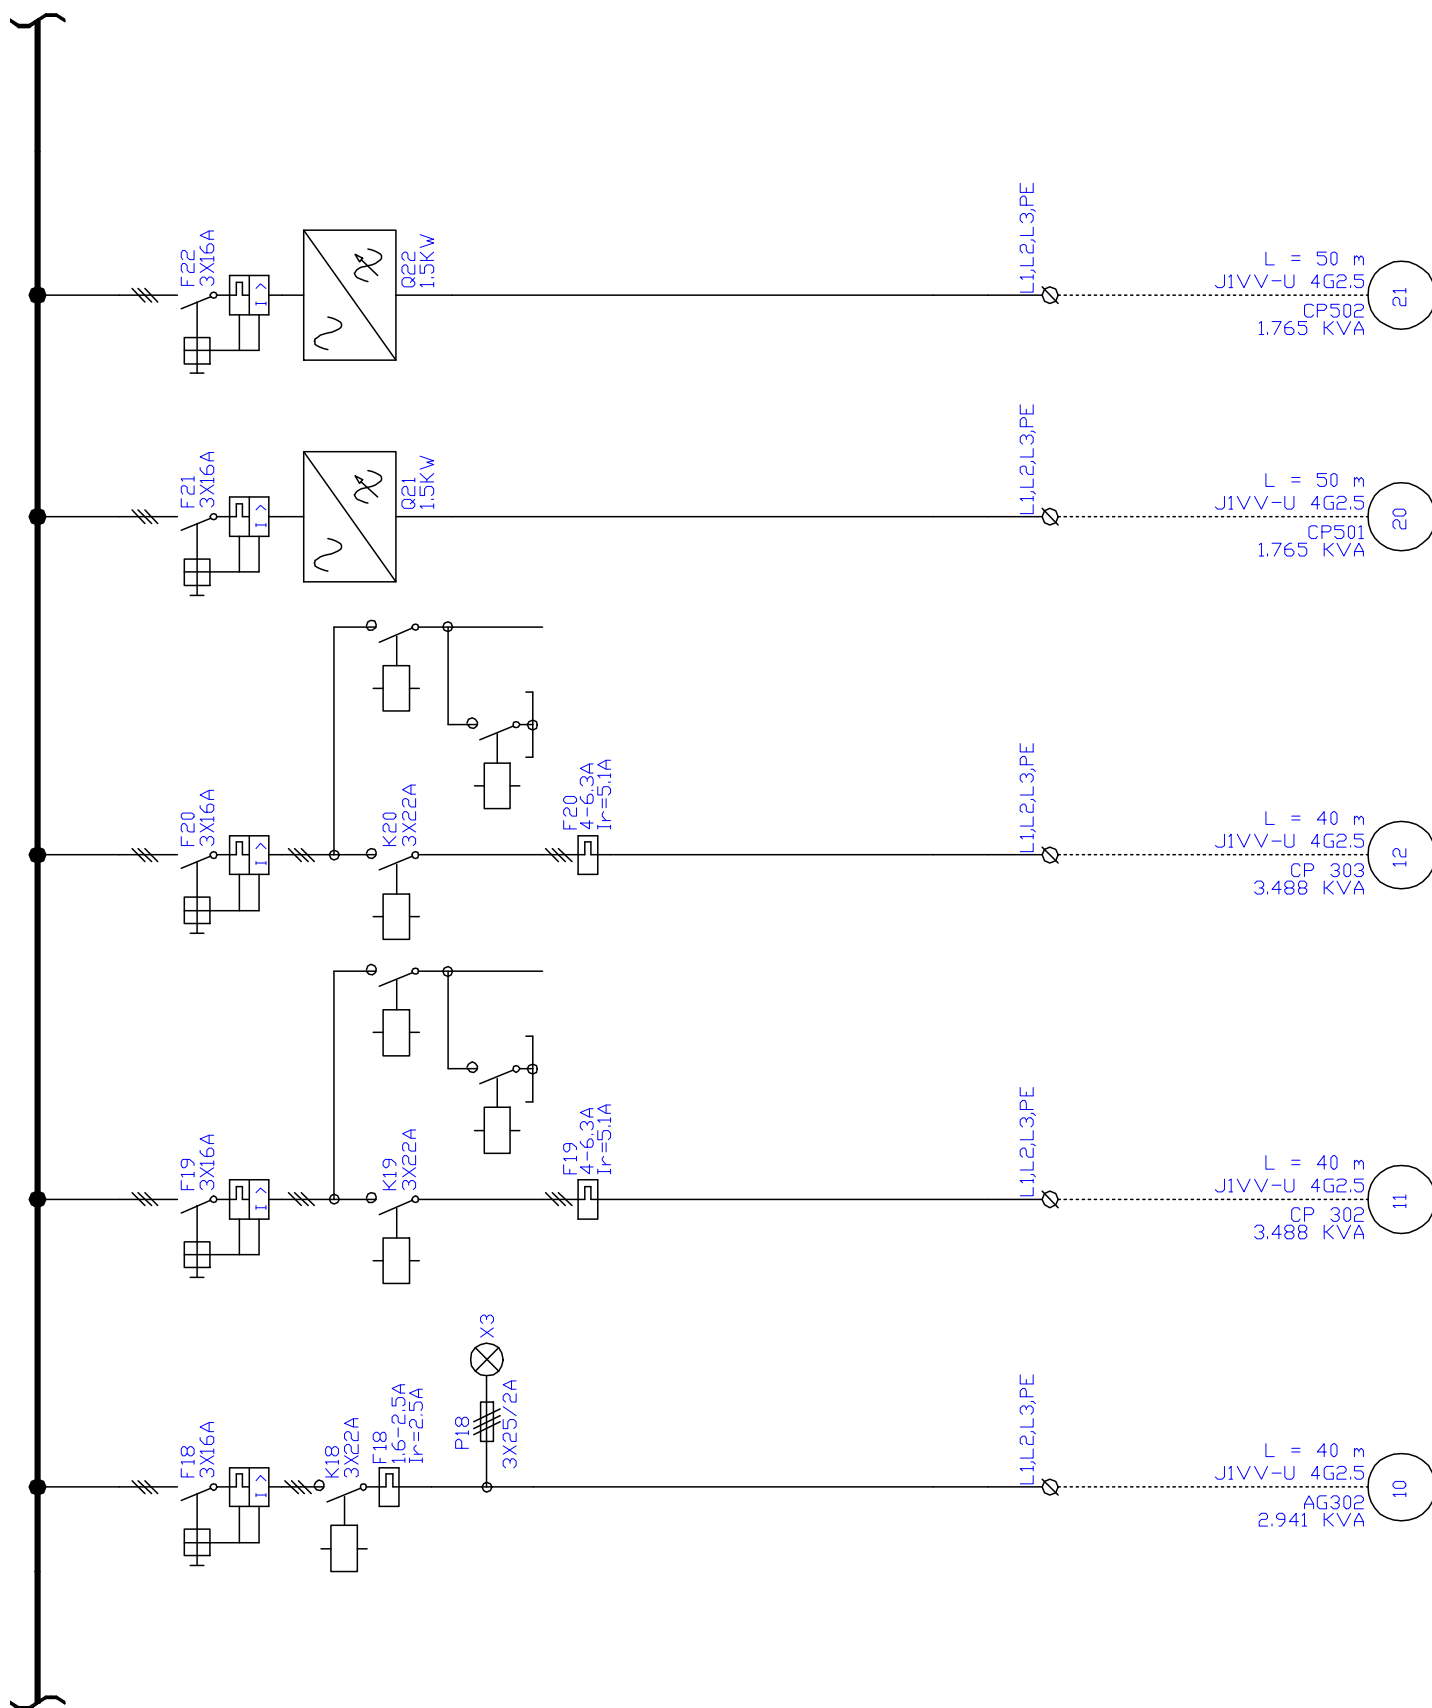 F22
3X16A
I >
Q22
1.5KW
L1,L2,L3,PE
L = 50 m
J1VV-U 4G2.5
CP502
1.765 KVA
21
F21
3X16A
I >
Q21
1.5KW
L1,L2,L3,PE
L = 50 m
J1VV-U 4G2.5
CP501
1.765 KVA
20
F20
3X16A
I >
K20
3X22A
F20
4-6.3A
Ir=5.1A
L1,L2,L3,PE
L = 40 m
J1VV-U 4G2.5
CP 303
3.488 KVA
12
F19
3X16A
I >
K19
3X22A
F19
4-6.3A
Ir=5.1A
L1,L2,L3,PE
L = 40 m
J1VV-U 4G2.5
CP 302
3.488 KVA
11
F18
3X16A
I >
K18
3X22A
F18
1.6-2.5A
Ir=2.5A
P18
3X25/2A
X3
L1,L2,L3,PE
L = 40 m
J1VV-U 4G2.5
AG302
2.941 KVA
10